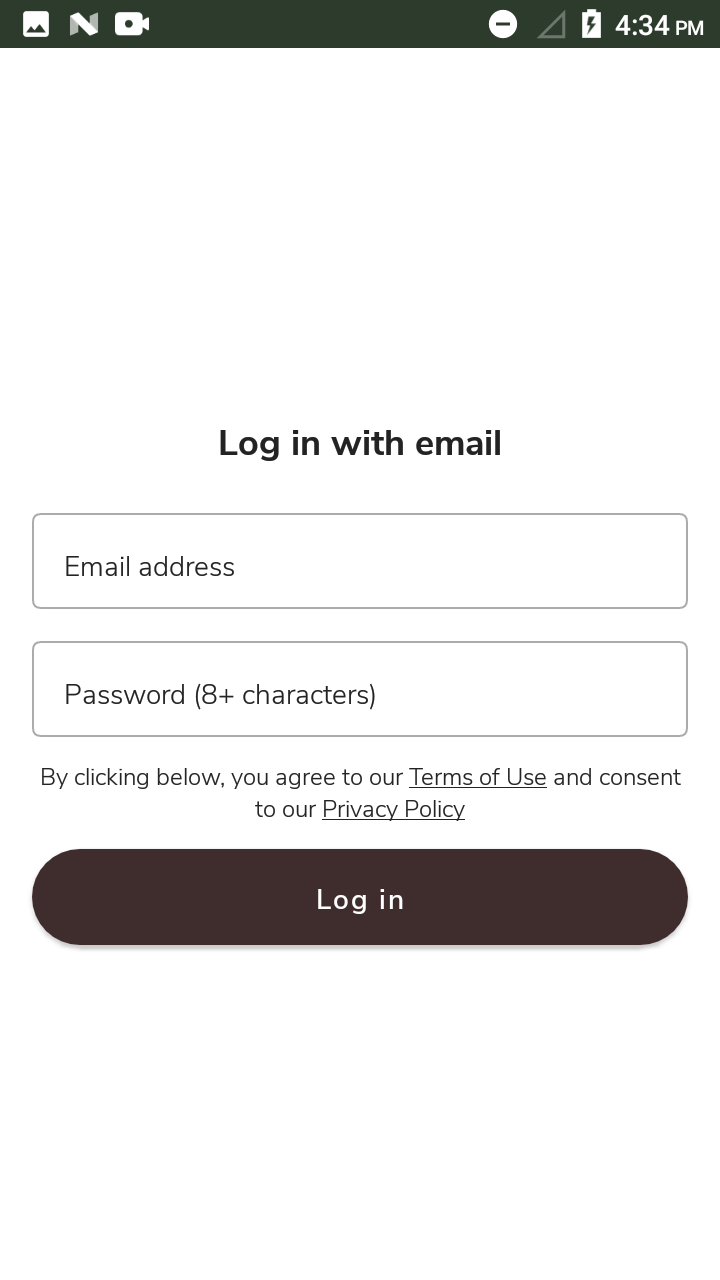 4:34 PM
Log in with email
Email address
Password (8+ characters)
By clicking below, you agree to our Terms of Use and consent
to our Privacy Policy
Log in